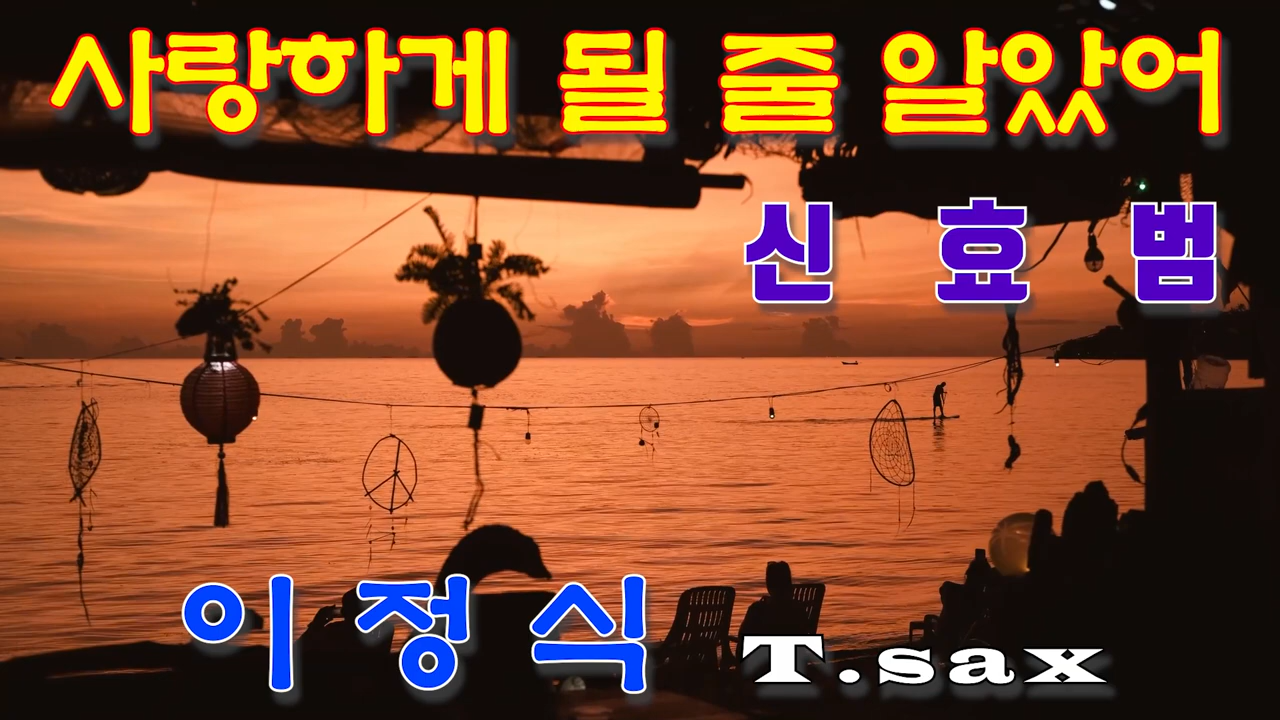 사랑하게 될 줄 알았어
신 효 범
이 정 식 T.sax